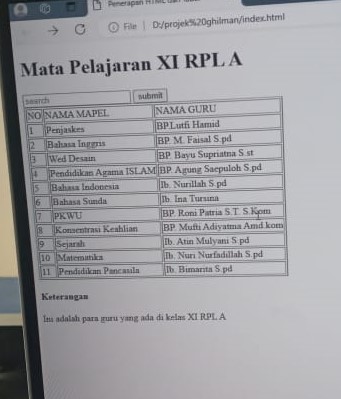 Penerapan HTML dan
File | D:/projek%20ghilman/index.html
Mata Pelajaran XI RPL A
search submit
NO NAMA MAPEL NAMA GURU
1 Penjaskes BP.Lutfi Hamid
2 Bahasa Inggris BP. M. Faisal S.pd
3 Wed Desain BP. Bayu Supriatna S.st
4 Pendidikan Agama ISLAM BP. Agung Saepuloh S.pd
5 Bahasa Indonesia Ib. Nurillah S.pd
6 Bahasa Sunda Ib. Ina Tursina
7 PKWU BP. Roni Patria S.T. S.Kom
8 Konsentrasi Keahlian BP. Mufti Adiyatma Amd.kom
9 Sejarah Ib. Atin Mulyani S.pd
10 Matematika Ib. Nuri Nurfadillah S.pd
11 Pendidikan Pancasila Ib. Bimarita S.pd
Keterangan
Ini adalah para guru yang ada di kelas XI RPL A